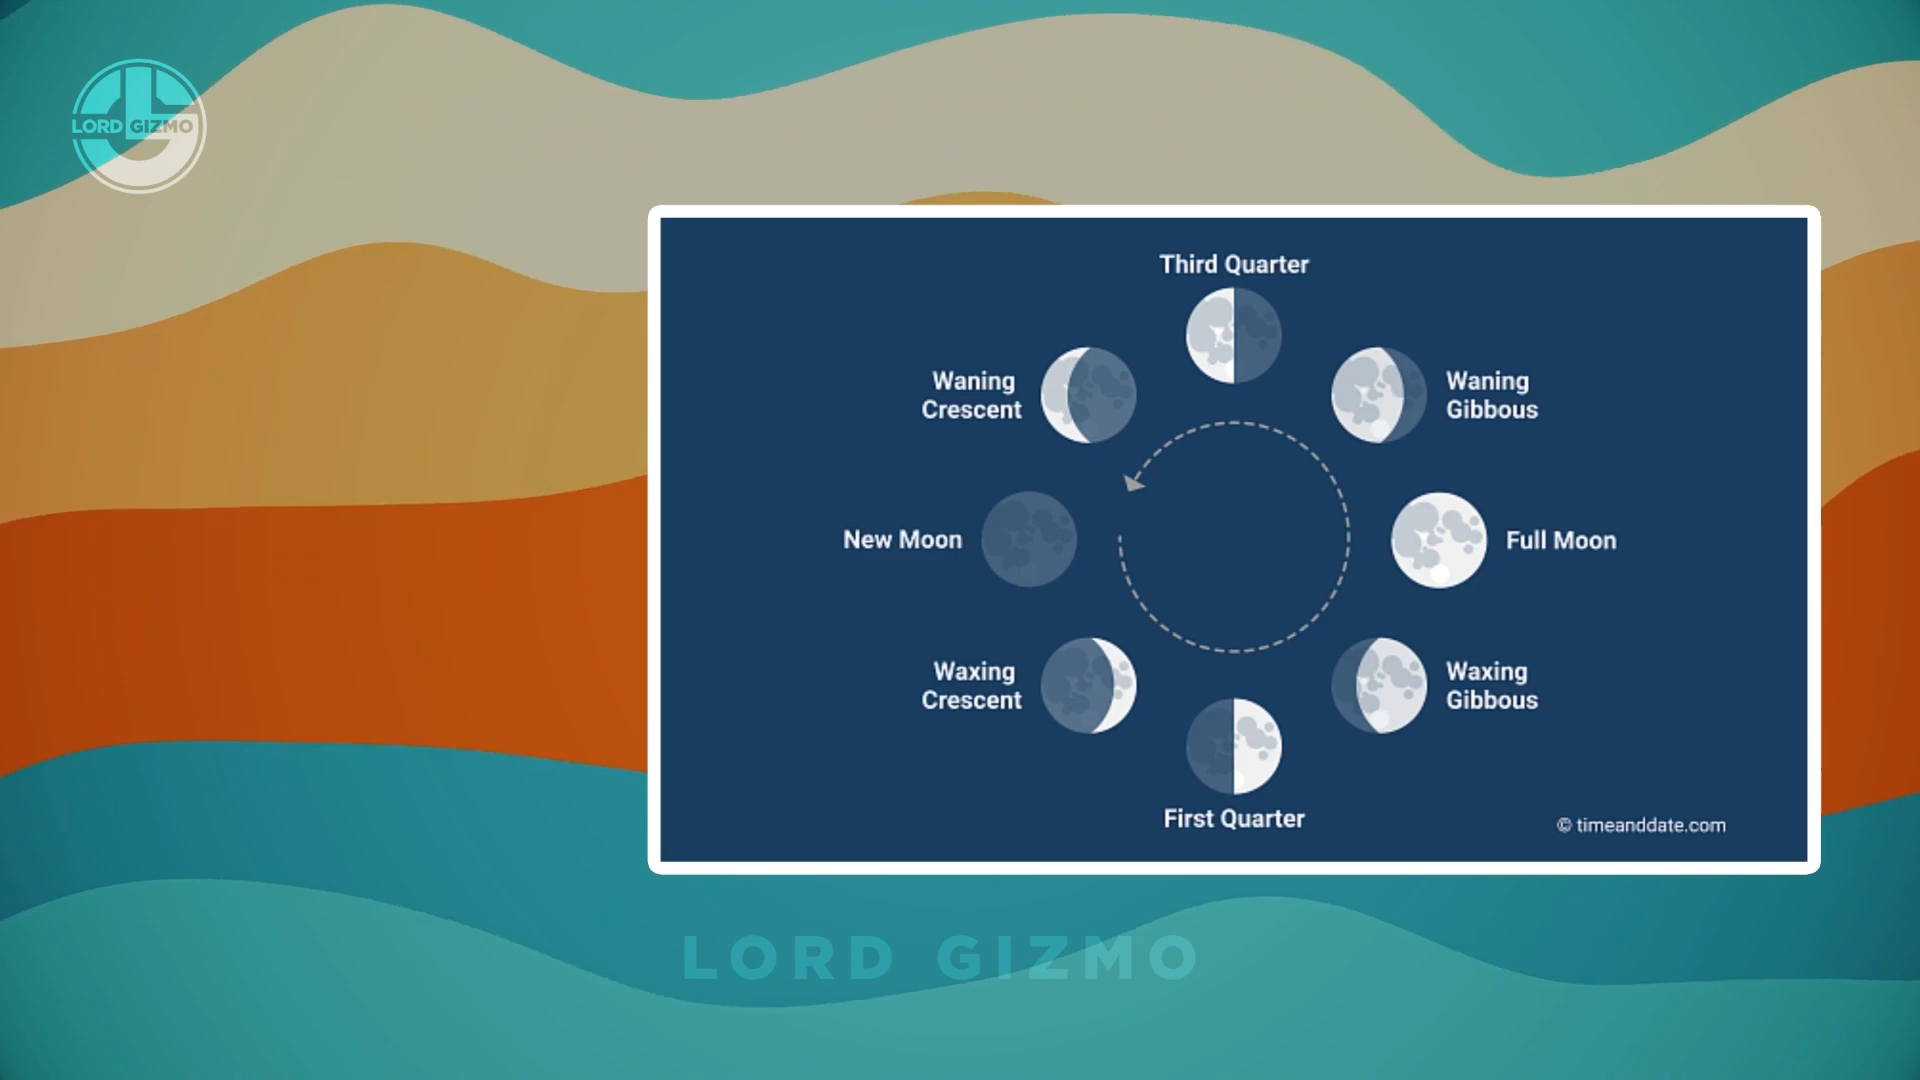 LORD GIZMO
Third Quarter
Waning
Crescent
Waning
Gibbous
New Moon
Full Moon
Waxing
Crescent
Waxing
Gibbous
First Quarter
© timeanddate.com
LORD GIZMO